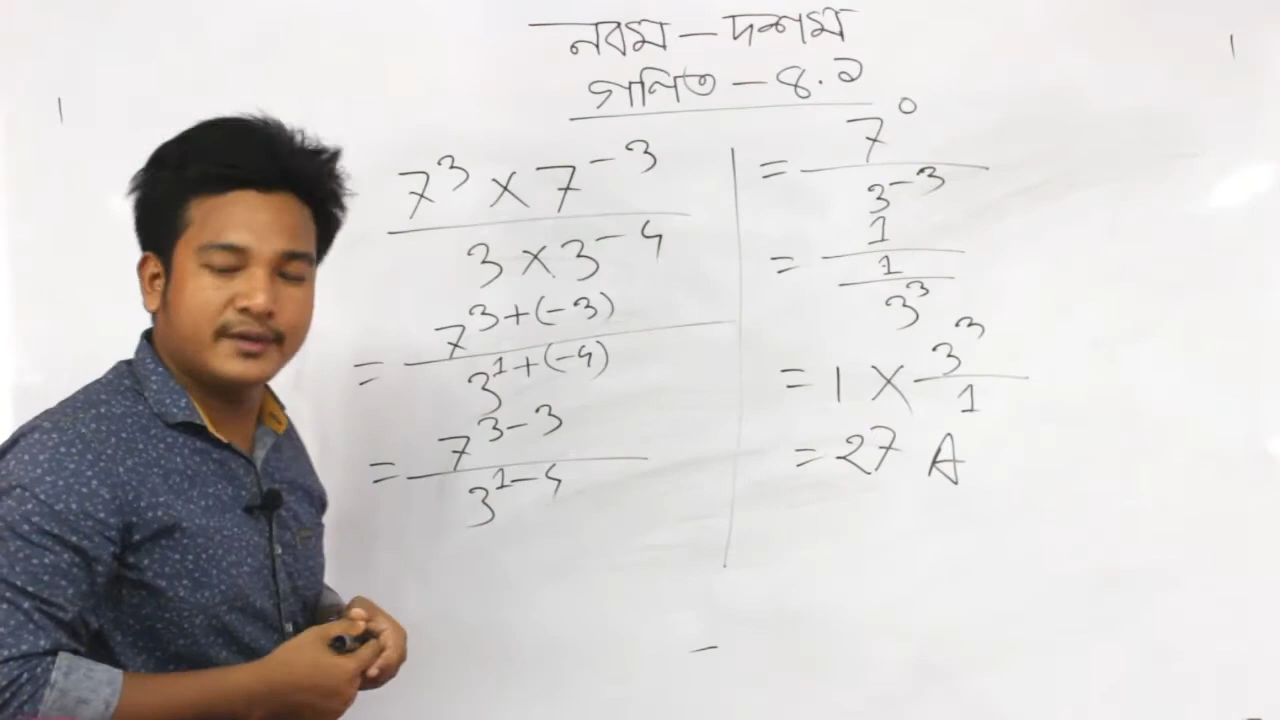 নবম – দশম
গণিত – ৪.১
7³ × 7⁻³ / 3 × 3⁻⁴
= 7³⁺⁽⁻³⁾ / 3¹⁺⁽⁻⁴⁾
= 7³⁻³ / 3¹⁻⁴
= 7⁰ / 3⁻³
= 1 / (1 / 3³)
= 1 × 3³ / 1
= 27 A